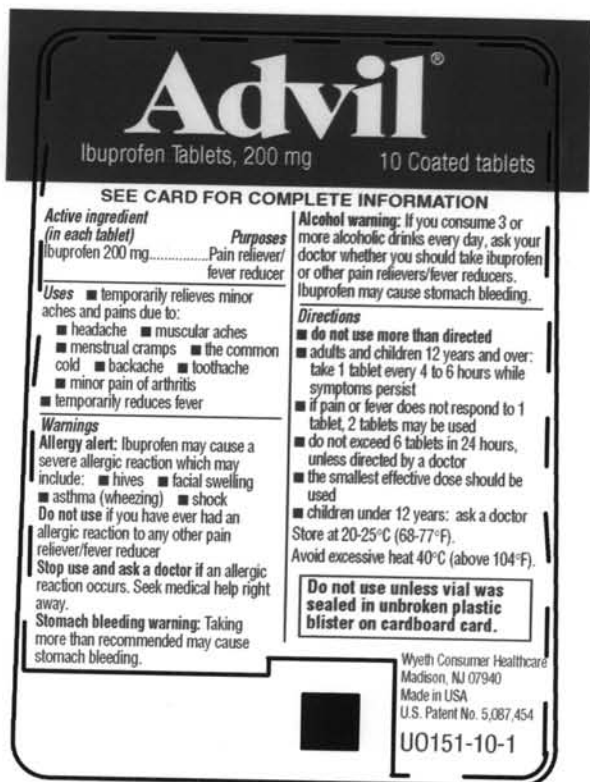 Advil®
Ibuprofen Tablets, 200 mg 10 Coated tablets
SEE CARD FOR COMPLETE INFORMATION
Active ingredient
(in each tablet) Purposes
Ibuprofen 200 mg................Pain reliever/
fever reducer
Uses ■ temporarily relieves minor
aches and pains due to:
■ headache ■ muscular aches
■ menstrual cramps ■ the common
cold ■ backache ■ toothache
■ minor pain of arthritis
■ temporarily reduces fever
Warnings
Allergy alert: Ibuprofen may cause a
severe allergic reaction which may
include: ■ hives ■ facial swelling
■ asthma (wheezing) ■ shock
Do not use if you have ever had an
allergic reaction to any other pain
reliever/fever reducer
Stop use and ask a doctor if an allergic
reaction occurs. Seek medical help right
away.
Stomach bleeding warning: Taking
more than recommended may cause
stomach bleeding.
Alcohol warning: If you consume 3 or
more alcoholic drinks every day, ask your
doctor whether you should take ibuprofen
or other pain relievers/fever reducers.
Ibuprofen may cause stomach bleeding.
Directions
■ do not use more than directed
■ adults and children 12 years and over:
take 1 tablet every 4 to 6 hours while
symptoms persist
■ if pain or fever does not respond to 1
tablet, 2 tablets may be used
■ do not exceed 6 tablets in 24 hours,
unless directed by a doctor
■ the smallest effective dose should be
used
■ children under 12 years: ask a doctor
Store at 20-25°C (68-77°F).
Avoid excessive heat 40°C (above 104°F).
Do not use unless vial was
sealed in unbroken plastic
blister on cardboard card.
Wyeth Consumer Healthcare
Madison, NJ 07940
Made in USA
U.S. Patent No. 5,087,454
UO151-10-1